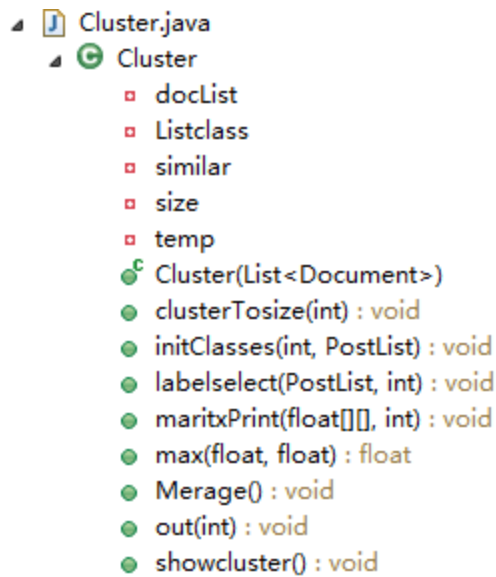 Cluster.java
Cluster
docList
Listclass
similar
size
temp
Cluster(List<Document>)
clusterTosize(int) : void
initClasses(int, PostList) : void
labelselect(PostList, int) : void
maritxPrint(float[][], int) : void
max(float, float) : float
Merage() : void
out(int) : void
showcluster() : void